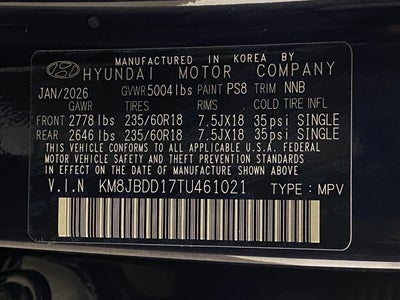 MANUFACTURED IN KOREA BY
HYUNDAI MOTOR COMPANY
JAN/2026 GVWR 5004lbs PAINT PS8 TRIM NNB
GAWR TIRES RIMS COLD TIRE INFL
FRONT 2778 lbs 235/60R18 7.5JX18 35psi SINGLE
REAR 2646 lbs 235/60R18 7.5JX18 35psi SINGLE
THIS VEHICLE CONFORMS TO ALL APPLICABLE U.S.A. FEDERAL
MOTOR VEHICLE SAFETY AND THEFT PREVENTION STANDARDS
IN EFFECT ON THE DATE OF MANUFACTURE SHOWN ABOVE.
V.I.N KM8JBDD17TU461021 TYPE : MPV